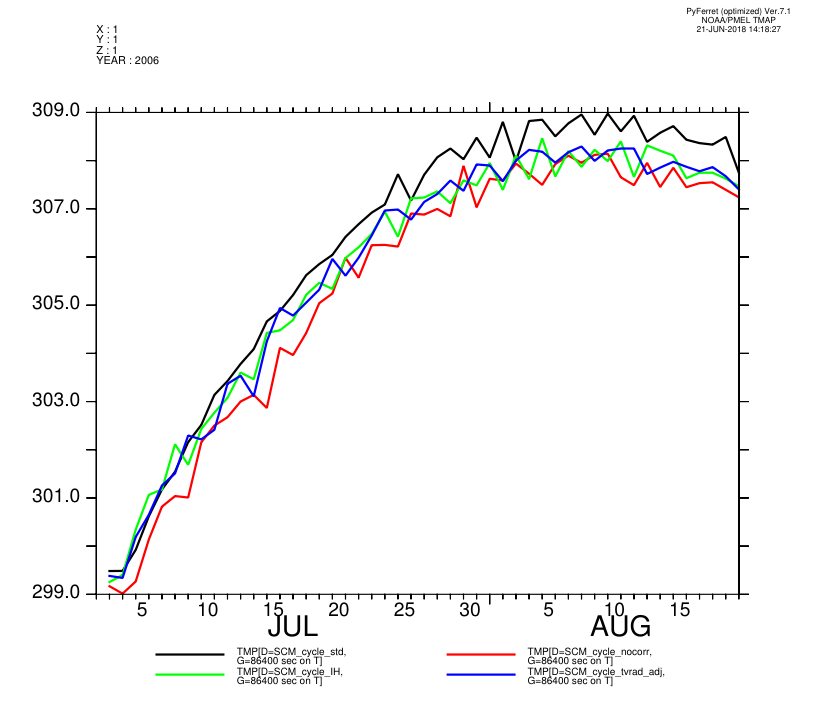 PyFerret (optimized) Ver.7.1
NOAA/PMEL TMAP
21-JUN-2018 14:18:27
X : 1
Y : 1
Z : 1
YEAR : 2006
309.0
307.0
305.0
303.0
301.0
299.0
5 10 15 20 25 30 5 10 15
JUL AUG
TMP[D=SCM_cycle_std,
G=86400 sec on T]
TMP[D=SCM_cycle_nocorr,
G=86400 sec on T]
TMP[D=SCM_cycle_IH,
G=86400 sec on T]
TMP[D=SCM_cycle_tvrad_adj,
G=86400 sec on T]